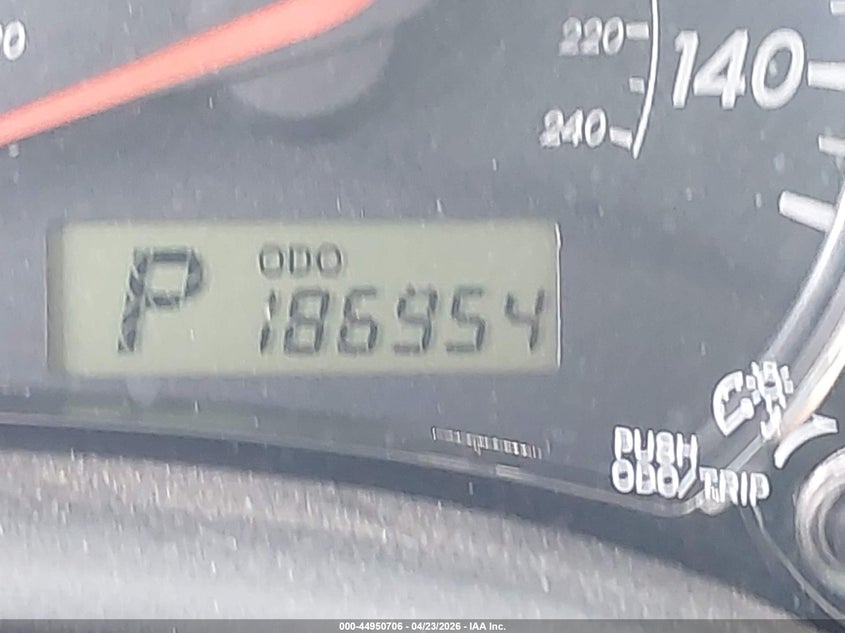 220
140
240
P ODO
186954
PUSH
ODO/TRIP
000-44950706 - 04/23/2026 - IAA Inc.